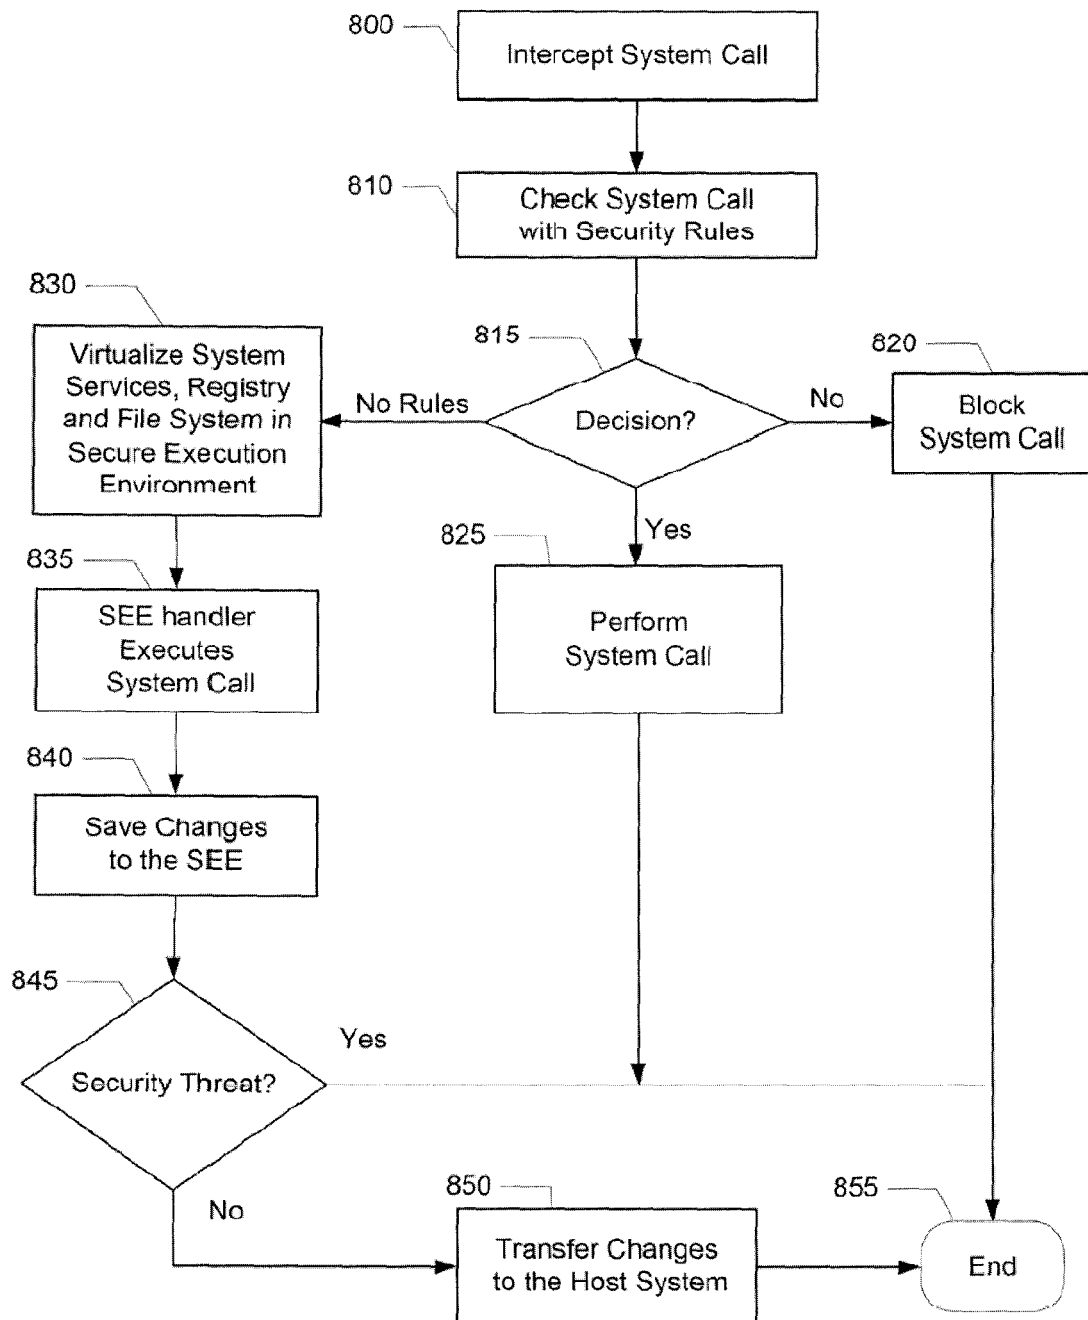 800
Intercept System Call
810
Check System Call
with Security Rules
830
Virtualize System
Services, Registry
and File System in
Secure Execution
Environment
No Rules
815
Decision?
No
820
Block
System Call
Yes
825
Perform
System Call
835
SEE handler
Executes
System Call
840
Save Changes
to the SEE
845
Security Threat?
Yes
No
850
Transfer Changes
to the Host System
855
End